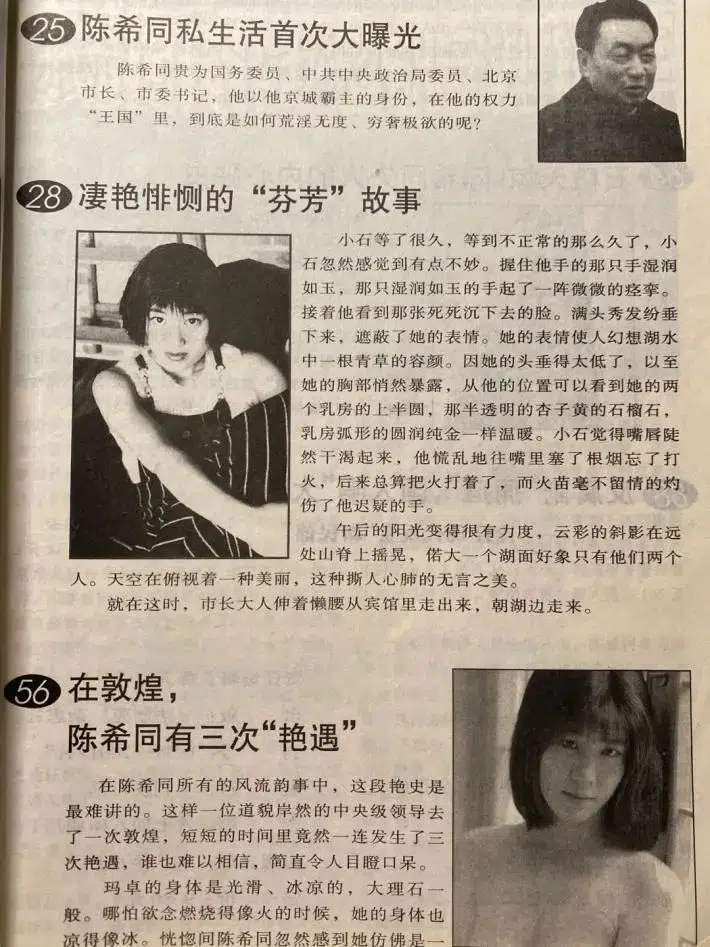 25 陈希同私生活首次大曝光
陈希同贵为国务委员、中共中央政治局委员、北京
市长、市委书记，他以他京城霸主的身份，在他的权力
“王国”里，到底是如何荒淫无度、穷奢极欲的呢？
28 凄艳悱恻的“芬芳”故事
小石等了很久，等到不正常的那么久了，小
石忽然感觉到有点不妙。握住他手的那只手湿润
如玉，那只湿润如玉的手起了一阵微微的痉挛。
接着他看到那张死死沉下去的脸。满头秀发纷垂
下来，遮蔽了她的表情。她的表情使人幻想湖水
中一根青草的容颜。因她的头垂得太低了，以至
她的胸部悄然暴露，从他的位置可以看到她的两
个乳房的上半圆，那半透明的杏子黄的石榴石，
乳房弧形的圆润纯金一样温暖。小石觉得嘴唇陡
然干渴起来，他慌乱地往嘴里塞了根烟忘了打
火，后来总算把火打着了，而火苗毫不留情的灼
伤了他迟疑的手。
午后的阳光变得很有力度，云彩的斜影在远
处山脊上摇晃，偌大一个湖面好象只有他们两个
人。天空在俯视着一种美丽，这种撕人心肺的无言之美。
就在这时，市长大人伸着懒腰从宾馆里走出来，朝湖边走来。
56 在敦煌，
陈希同有三次“艳遇”
在陈希同所有的风流韵事中，这段艳史是
最难讲的。这样一位道貌岸然的中央级领导去
了一次敦煌，短短的时间里竟然一连发生了三
次艳遇，谁也难以相信，简直令人目瞪口呆。
玛卓的身体是光滑、冰凉的，大理石一
般。哪怕欲念燃烧得像火的时候，她的身体也
凉得像冰。恍惚间陈希同忽然感到她仿佛是一